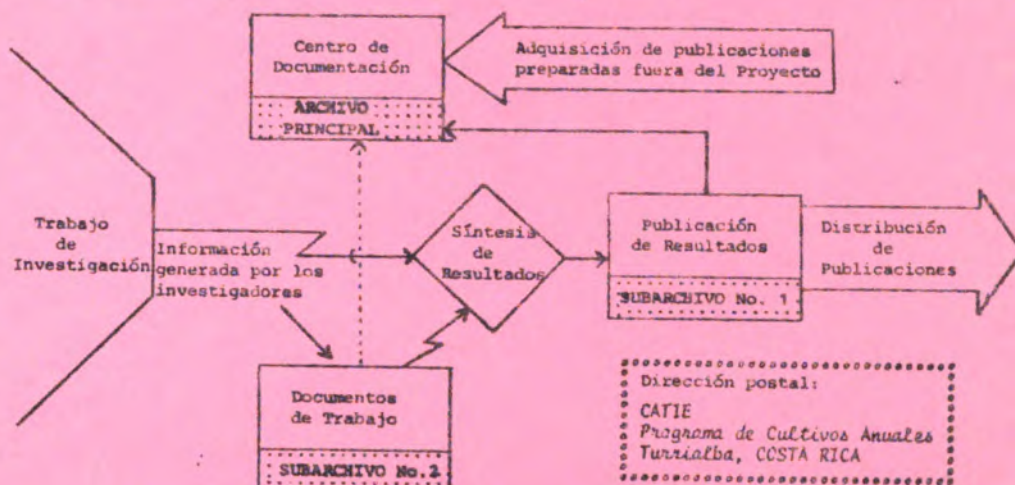 Centro de
Documentación
ARCHIVO
PRINCIPAL
Adquisición de publicaciones
preparadas fuera del Proyecto
Trabajo
de
Investigación
Información
generada por los
investigadores
Síntesis
de
Resultados
Publicación
de Resultados
SUBARCHIVO No. 1
Distribución
de
Publicaciones
Documentos
de Trabajo
SUBARCHIVO No.2
Dirección postal:
CATIE
Programa de Cultivos Anuales
Turrialba, COSTA RICA